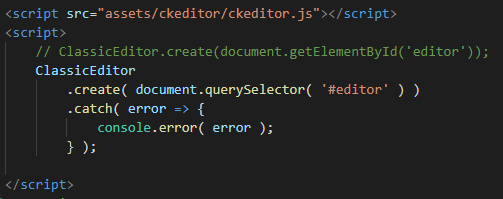 <script src="assets/ckeditor/ckeditor.js"></script>
<script>
    // ClassicEditor.create(document.getElementById('editor'));
    ClassicEditor
        .create( document.querySelector( '#editor' ) )
        .catch( error => {
            console.error( error );
        } );
</script>